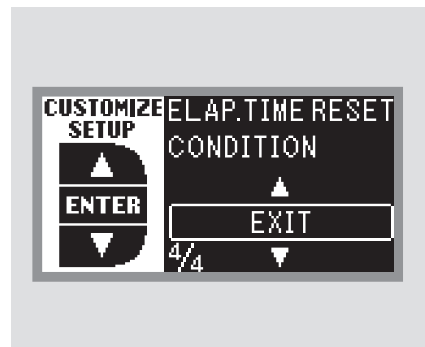 CUSTOMIZE
SETUP
ENTER
ELAP.TIME RESET
CONDITION
EXIT
4/4